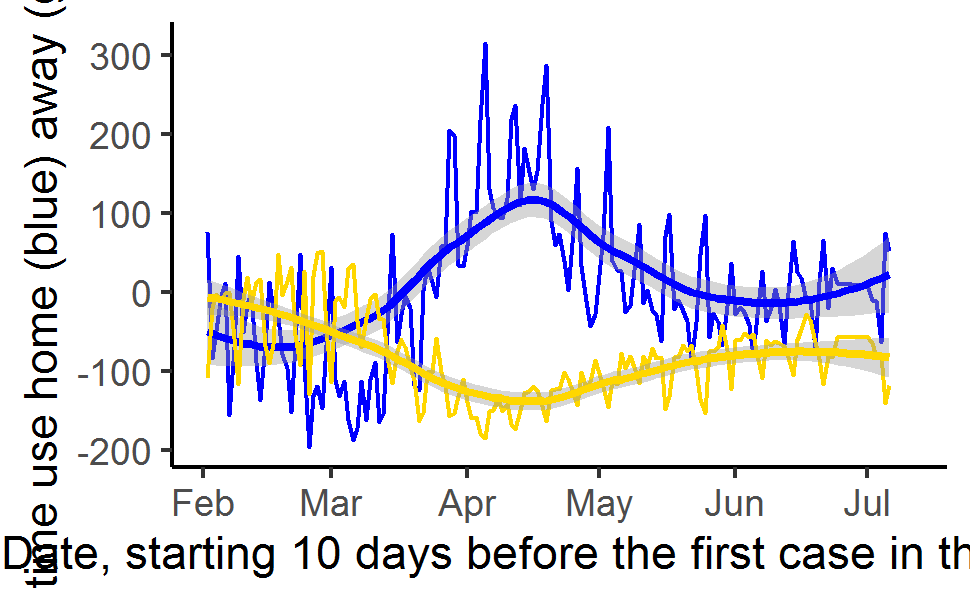 time use home (blue) away (
300
200
100
0
-100
-200
Feb Mar Apr May Jun Jul
Date, starting 10 days before the first case in th